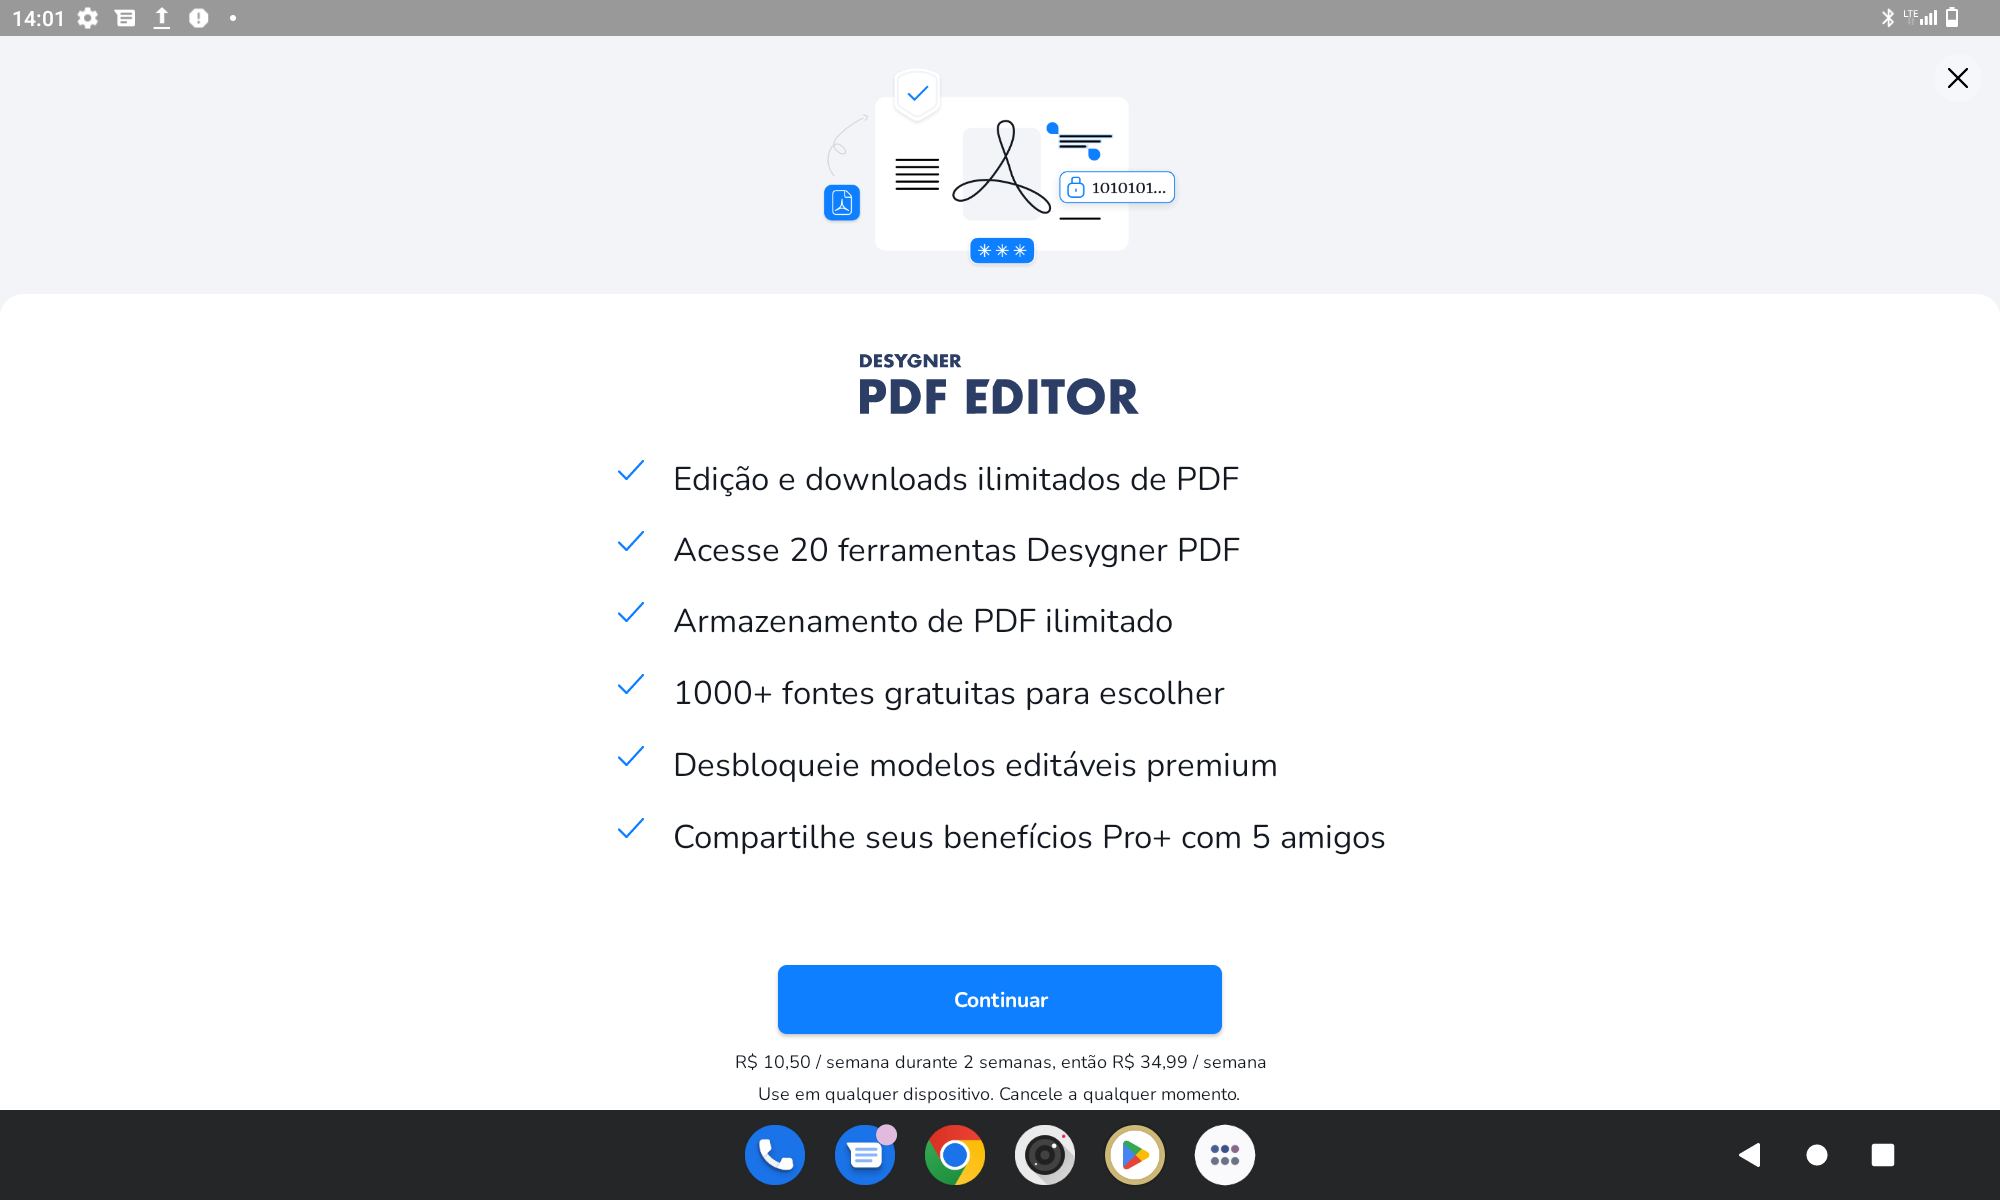 14:01
LTE
1010101...
DESYGNER
PDF EDITOR
Edição e downloads ilimitados de PDF
Acesse 20 ferramentas Desygner PDF
Armazenamento de PDF ilimitado
1000+ fontes gratuitas para escolher
Desbloqueie modelos editáveis premium
Compartilhe seus benefícios Pro+ com 5 amigos
Continuar
R$ 10,50 / semana durante 2 semanas, então R$ 34,99 / semana
Use em qualquer dispositivo. Cancele a qualquer momento.